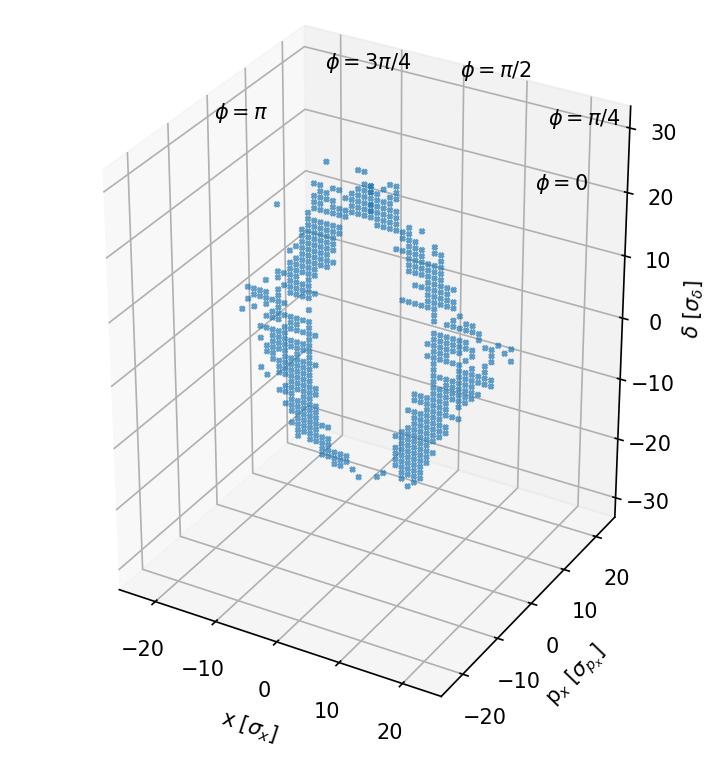 ϕ = 3π/4
ϕ = π/2
ϕ = π
ϕ = π/4
ϕ = 0
30
20
10
0
−10
−20
−30
δ [σ_δ]
−20
−10
0
10
20
x [σ_x]
20
10
0
−10
−20
p_x [σ_{p_x}]